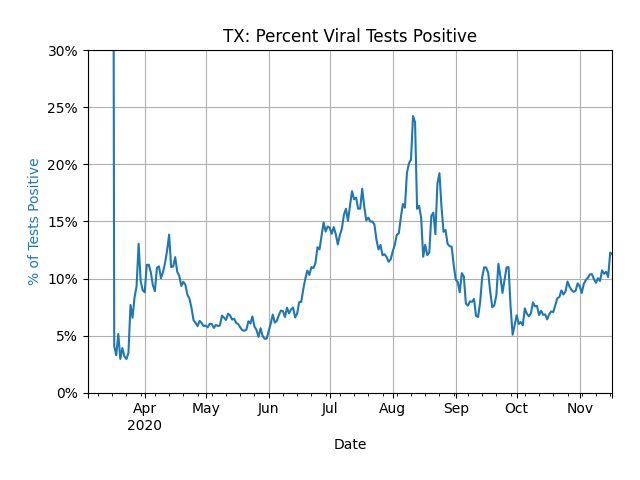 TX: Percent Viral Tests Positive
30%
25%
20%
15%
10%
5%
0%
% of Tests Positive
Apr
2020
May
Jun
Jul
Aug
Sep
Oct
Nov
Date